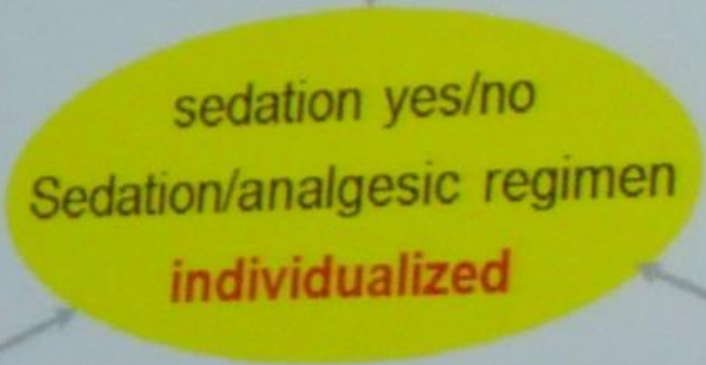 sedation yes/no
Sedation/analgesic regimen
individualized